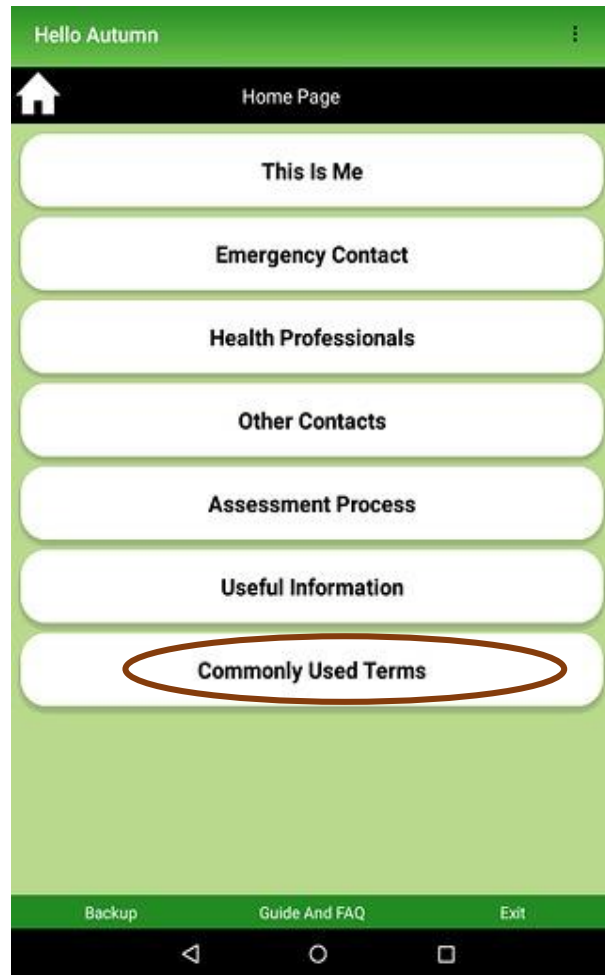 Hello Autumn
Home Page
This Is Me
Emergency Contact
Health Professionals
Other Contacts
Assessment Process
Useful Information
Commonly Used Terms
Backup Guide And FAQ Exit